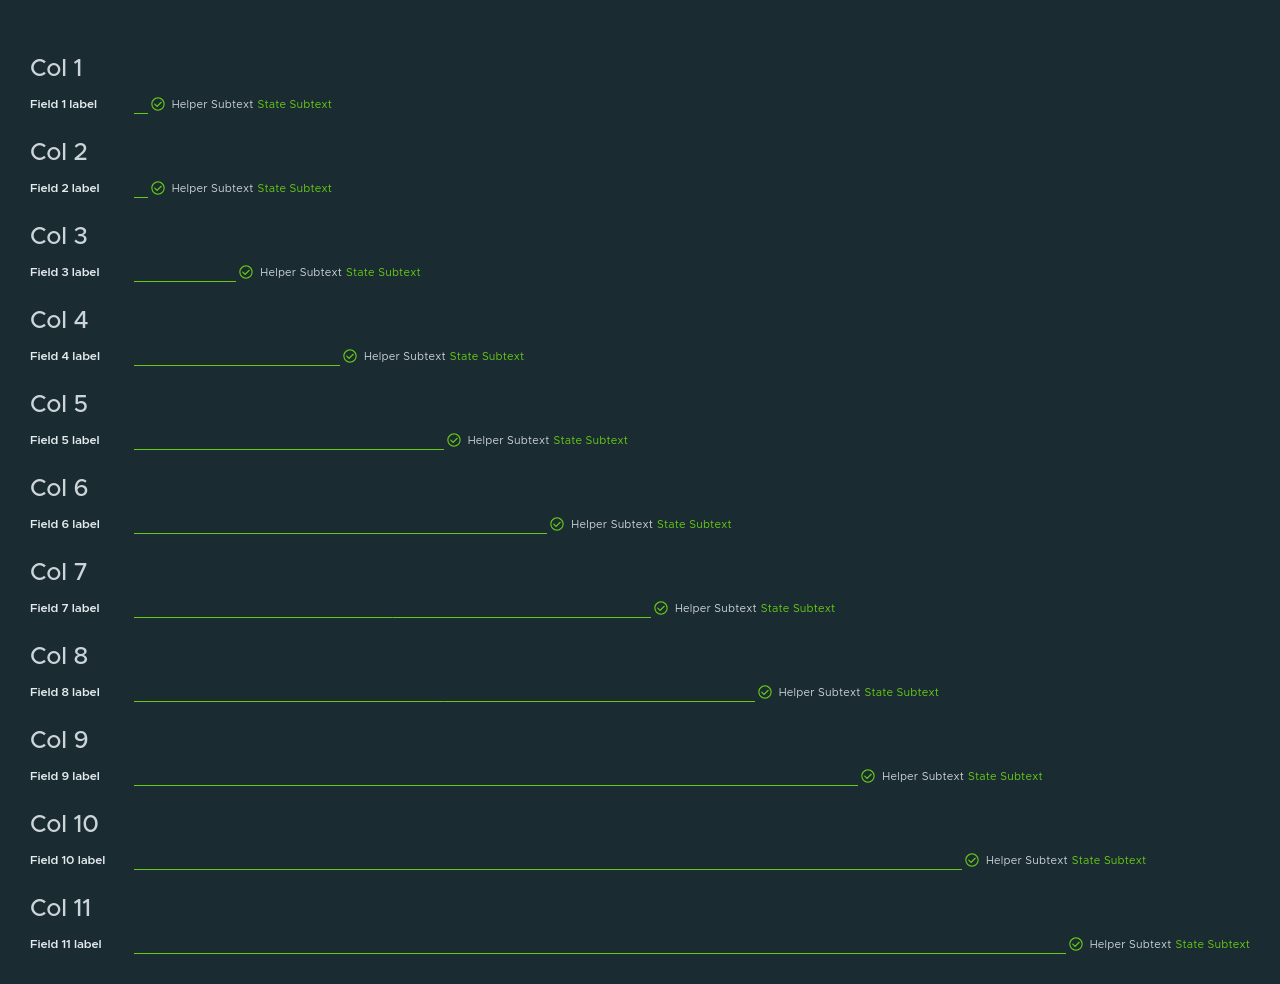 Col 1
Field 1 label Helper Subtext State Subtext
Col 2
Field 2 label Helper Subtext State Subtext
Col 3
Field 3 label Helper Subtext State Subtext
Col 4
Field 4 label Helper Subtext State Subtext
Col 5
Field 5 label Helper Subtext State Subtext
Col 6
Field 6 label Helper Subtext State Subtext
Col 7
Field 7 label Helper Subtext State Subtext
Col 8
Field 8 label Helper Subtext State Subtext
Col 9
Field 9 label Helper Subtext State Subtext
Col 10
Field 10 label Helper Subtext State Subtext
Col 11
Field 11 label Helper Subtext State Subtext